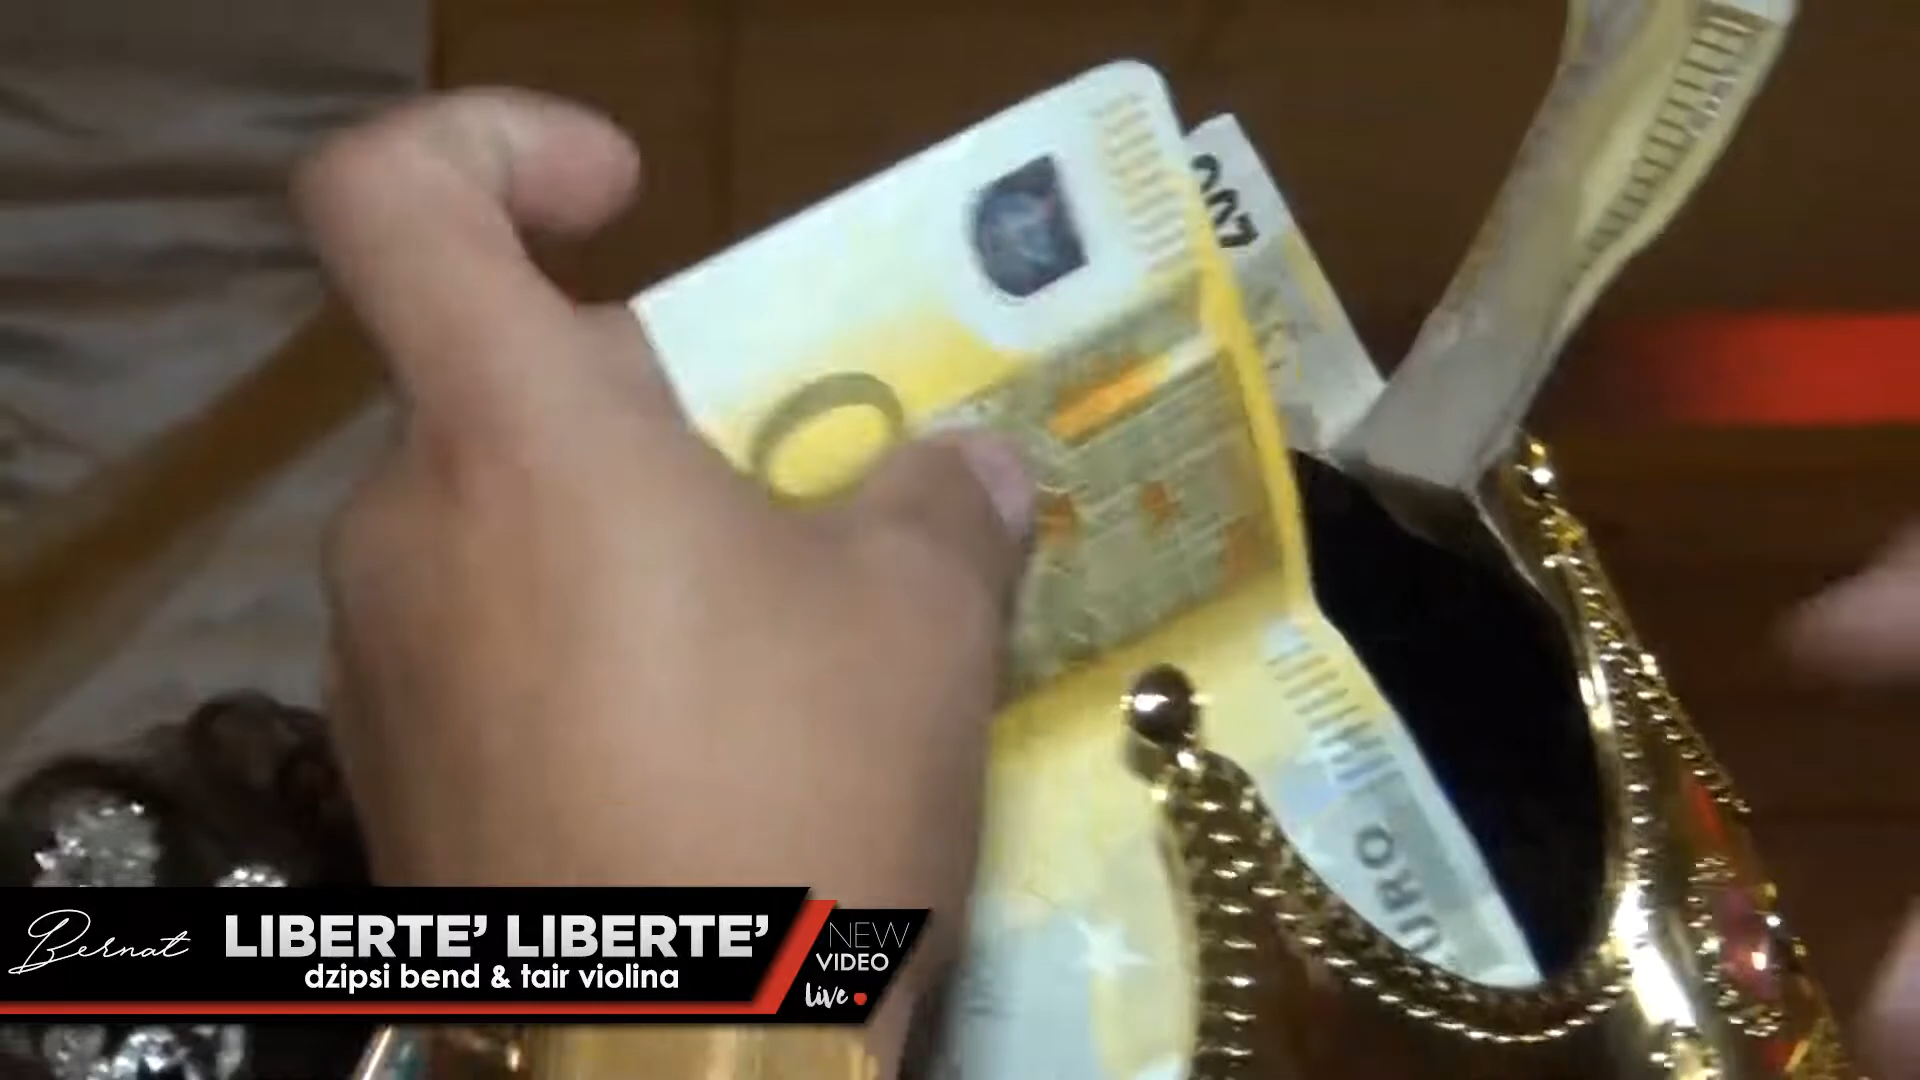 200
EURO
Bernat
LIBERTE’ LIBERTE’
dzipsi bend & tair violina
NEW
VIDEO
Live